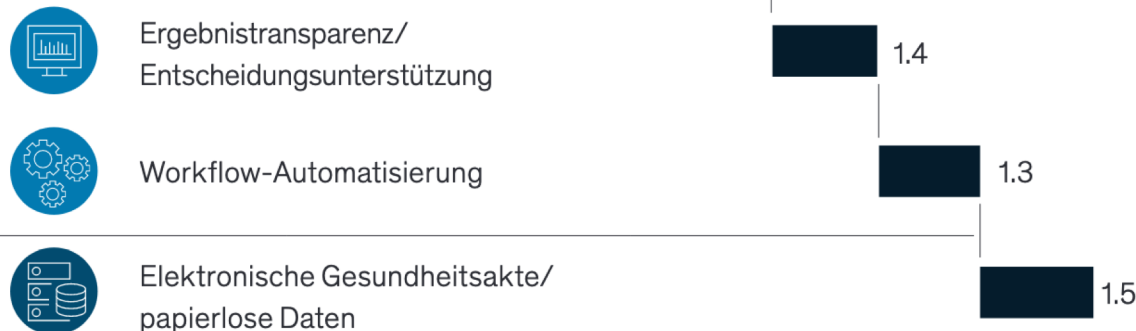 Ergebnistransparenz/
Entscheidungsunterstützung
1.4
Workflow-Automatisierung
1.3
Elektronische Gesundheitsakte/
papierlose Daten
1.5